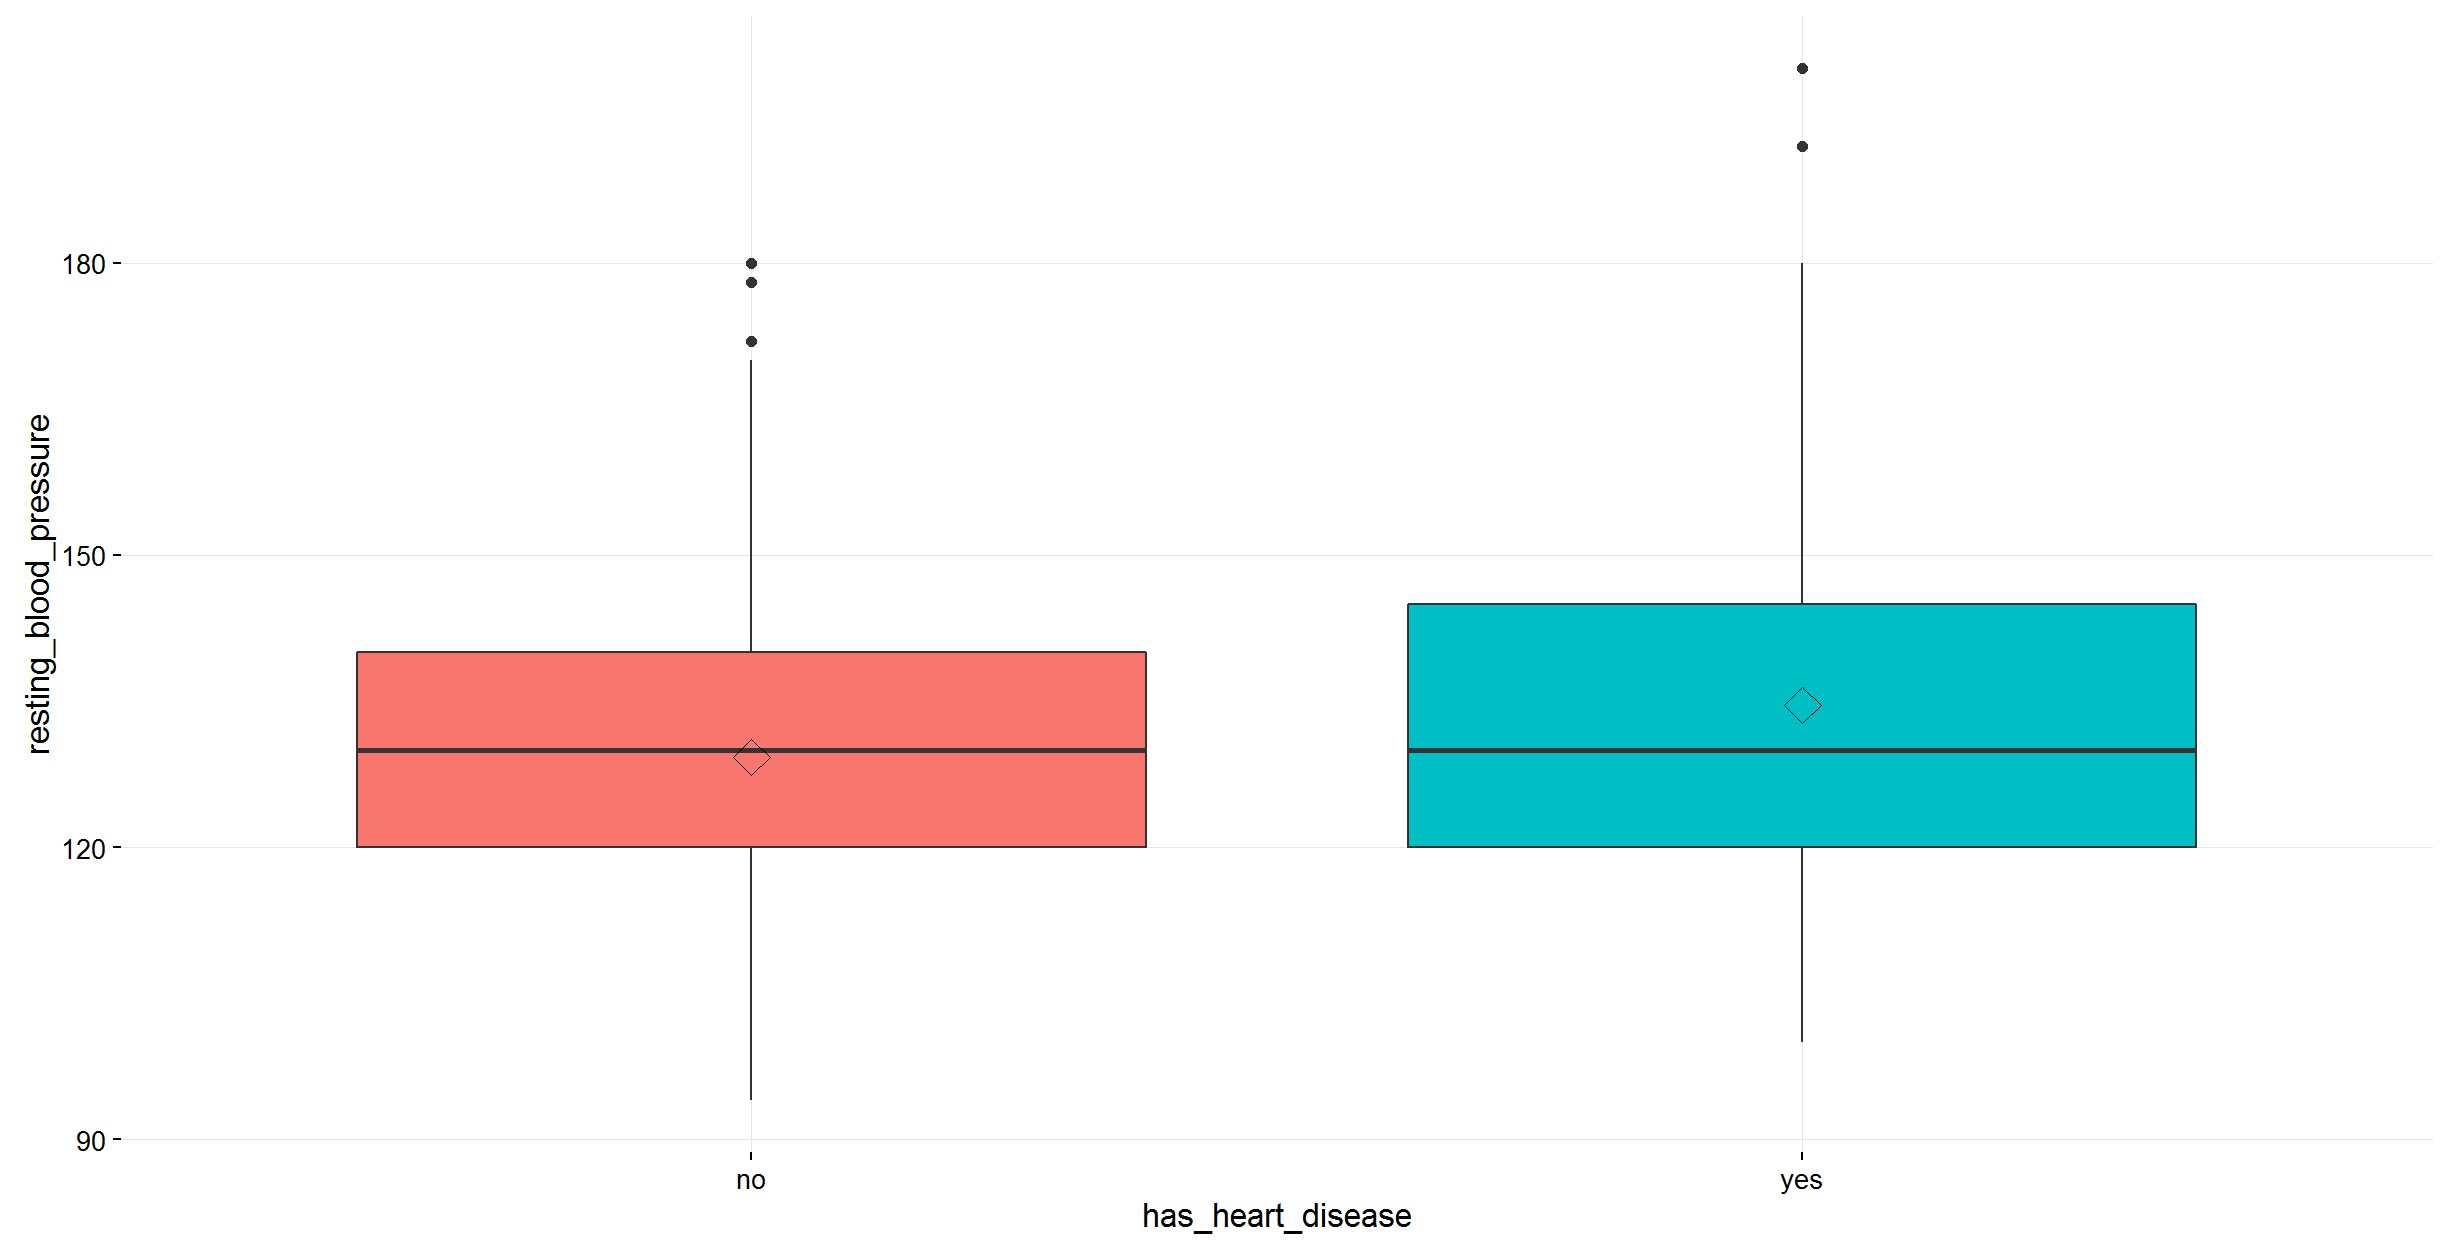 resting_blood_pressure
180
150
120
90
no
yes
has_heart_disease